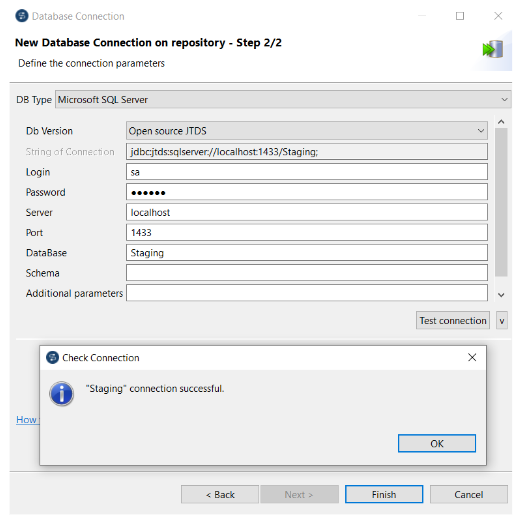 Database Connection
New Database Connection on repository - Step 2/2
Define the connection parameters
DB Type Microsoft SQL Server
Db Version Open source JTDS
String of Connection jdbc:jtds:sqlserver://localhost:1433/Staging;
Login sa
Password ●●●●●●
Server localhost
Port 1433
DataBase Staging
Schema
Additional parameters
Test connection v
Check Connection
"Staging" connection successful.
How
OK
< Back Next > Finish Cancel